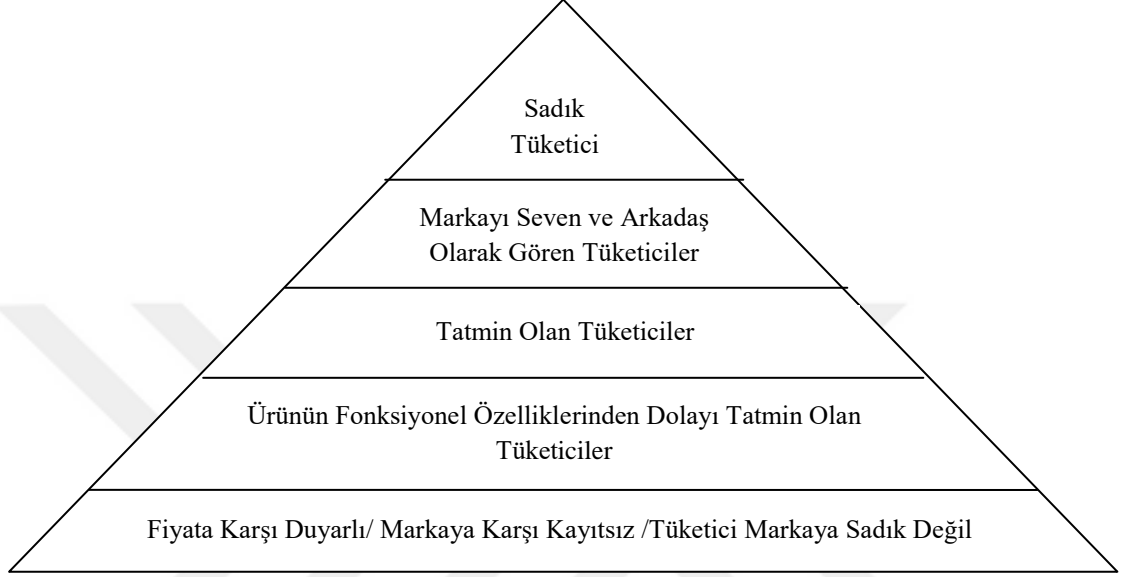 Sadık
Tüketici
Markayı Seven ve Arkadaş
Olarak Gören Tüketiciler
Tatmin Olan Tüketiciler
Ürünün Fonksiyonel Özelliklerinden Dolayı Tatmin Olan
Tüketiciler
Fiyata Karşı Duyarlı/ Markaya Karşı Kayıtsız /Tüketici Markaya Sadık Değil